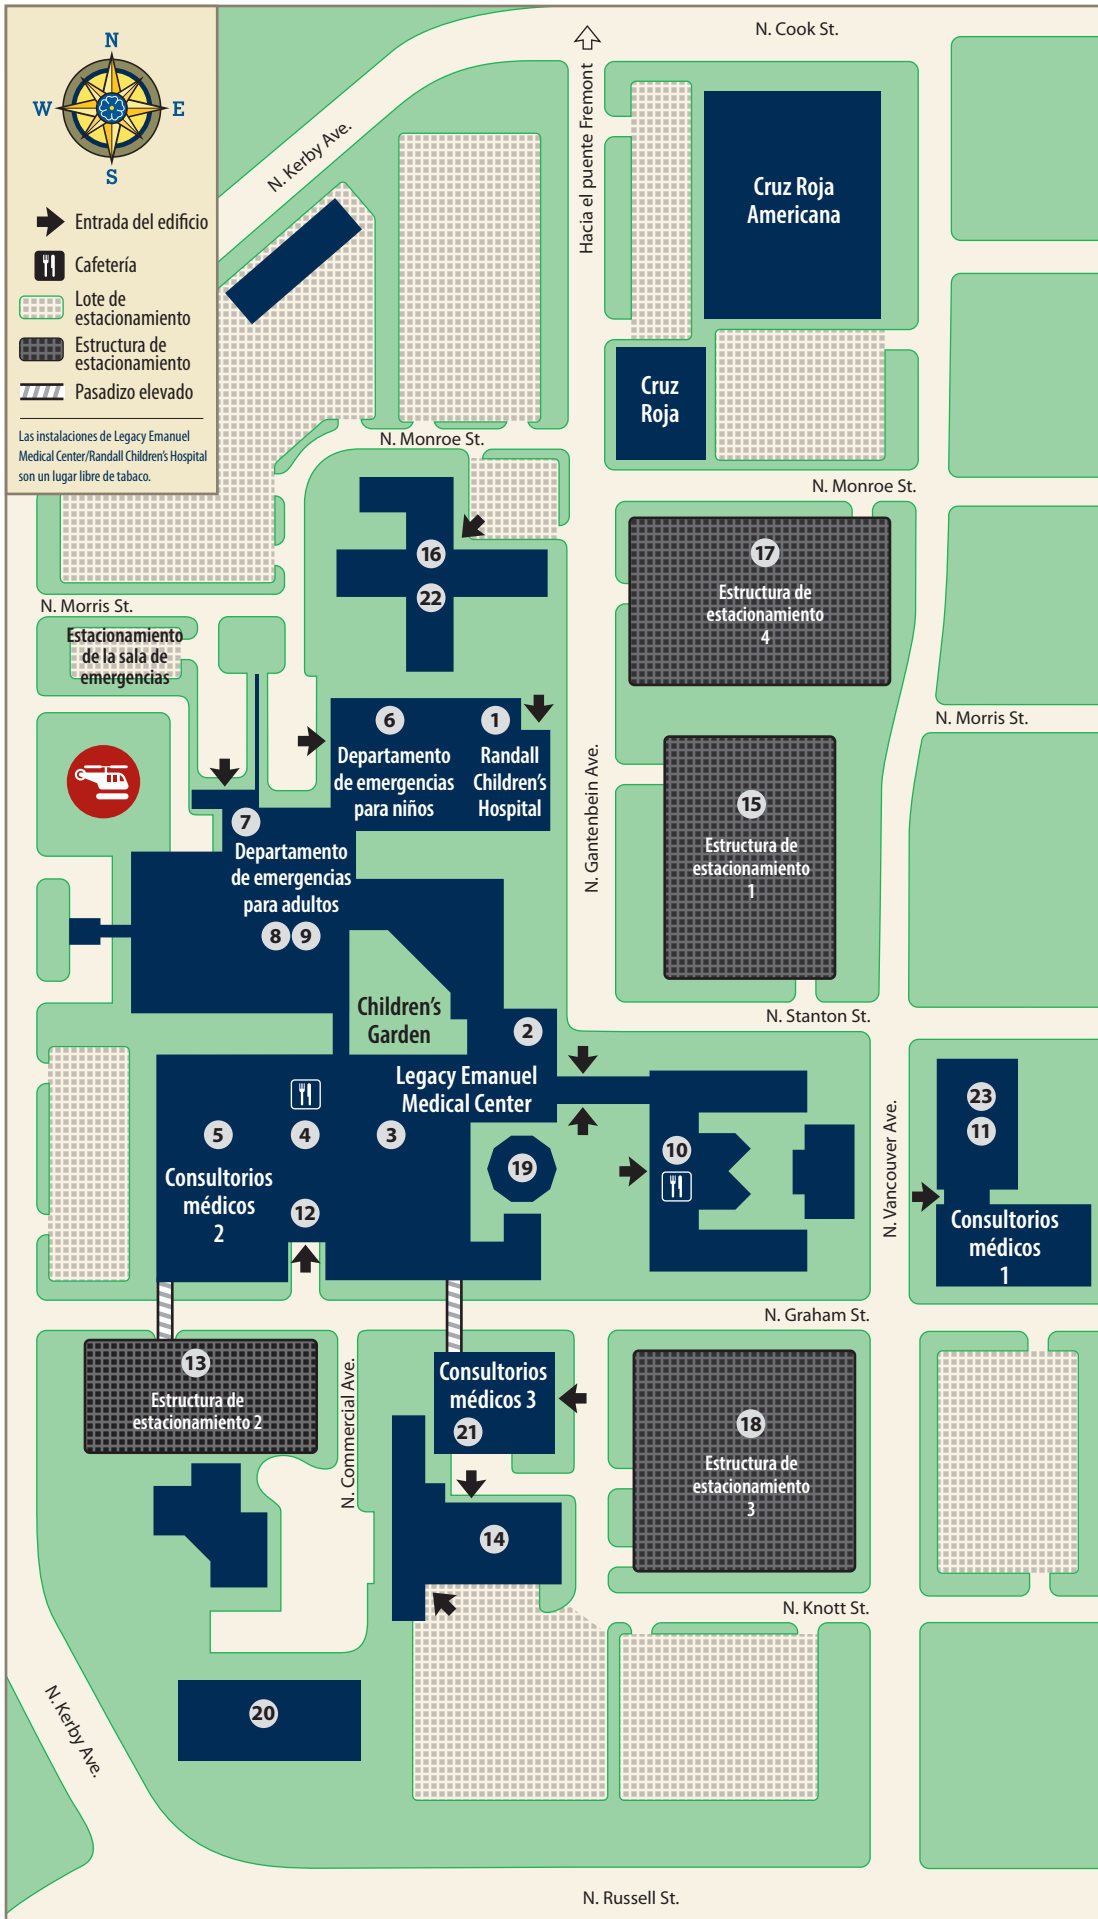 N
W
E
S
Entrada del edificio
Cafetería
Lote de
estacionamiento
Estructura de
estacionamiento
Pasadizo elevado
Las instalaciones de Legacy Emanuel
Medical Center/Randall Children's Hospital
son un lugar libre de tabaco.
N. Cook St.
N. Kerby Ave.
Hacia el puente Fremont
Cruz Roja
Americana
Cruz
Roja
N. Monroe St.
N. Monroe St.
16
22
17
Estructura de
estacionamiento
4
N. Morris St.
Estacionamiento
de la sala de
emergencias
6
Departamento
de emergencias
para niños
1
Randall
Children's
Hospital
N. Morris St.
N. Gantenbein Ave.
15
Estructura de
estacionamiento
1
7
Departamento
de emergencias
para adultos
8
9
Children's
Garden
2
N. Stanton St.
Legacy Emanuel
Medical Center
5
4
3
Consultorios
médicos
2
12
19
10
N. Vancouver Ave.
23
11
Consultorios
médicos
1
N. Graham St.
13
Estructura de
estacionamiento 2
N. Commercial Ave.
Consultorios
médicos 3
21
18
Estructura de
estacionamiento
3
14
N. Knott St.
N. Kerby Ave.
20
N. Russell St.